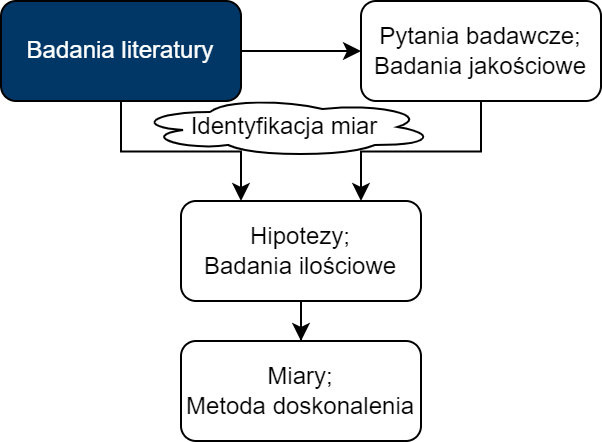 Badania literatury
Pytania badawcze;
Badania jakościowe
Identyfikacja miar
Hipotezy;
Badania ilościowe
Miary;
Metoda doskonalenia